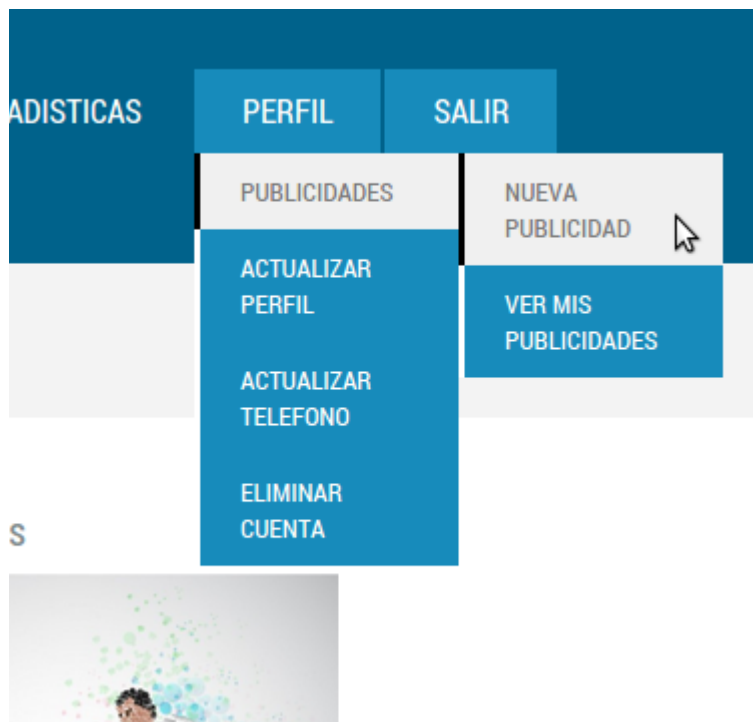 ADISTICAS PERFIL SALIR
PUBLICIDADES
ACTUALIZAR
PERFIL
ACTUALIZAR
TELEFONO
ELIMINAR
CUENTA
NUEVA
PUBLICIDAD
VER MIS
PUBLICIDADES
S